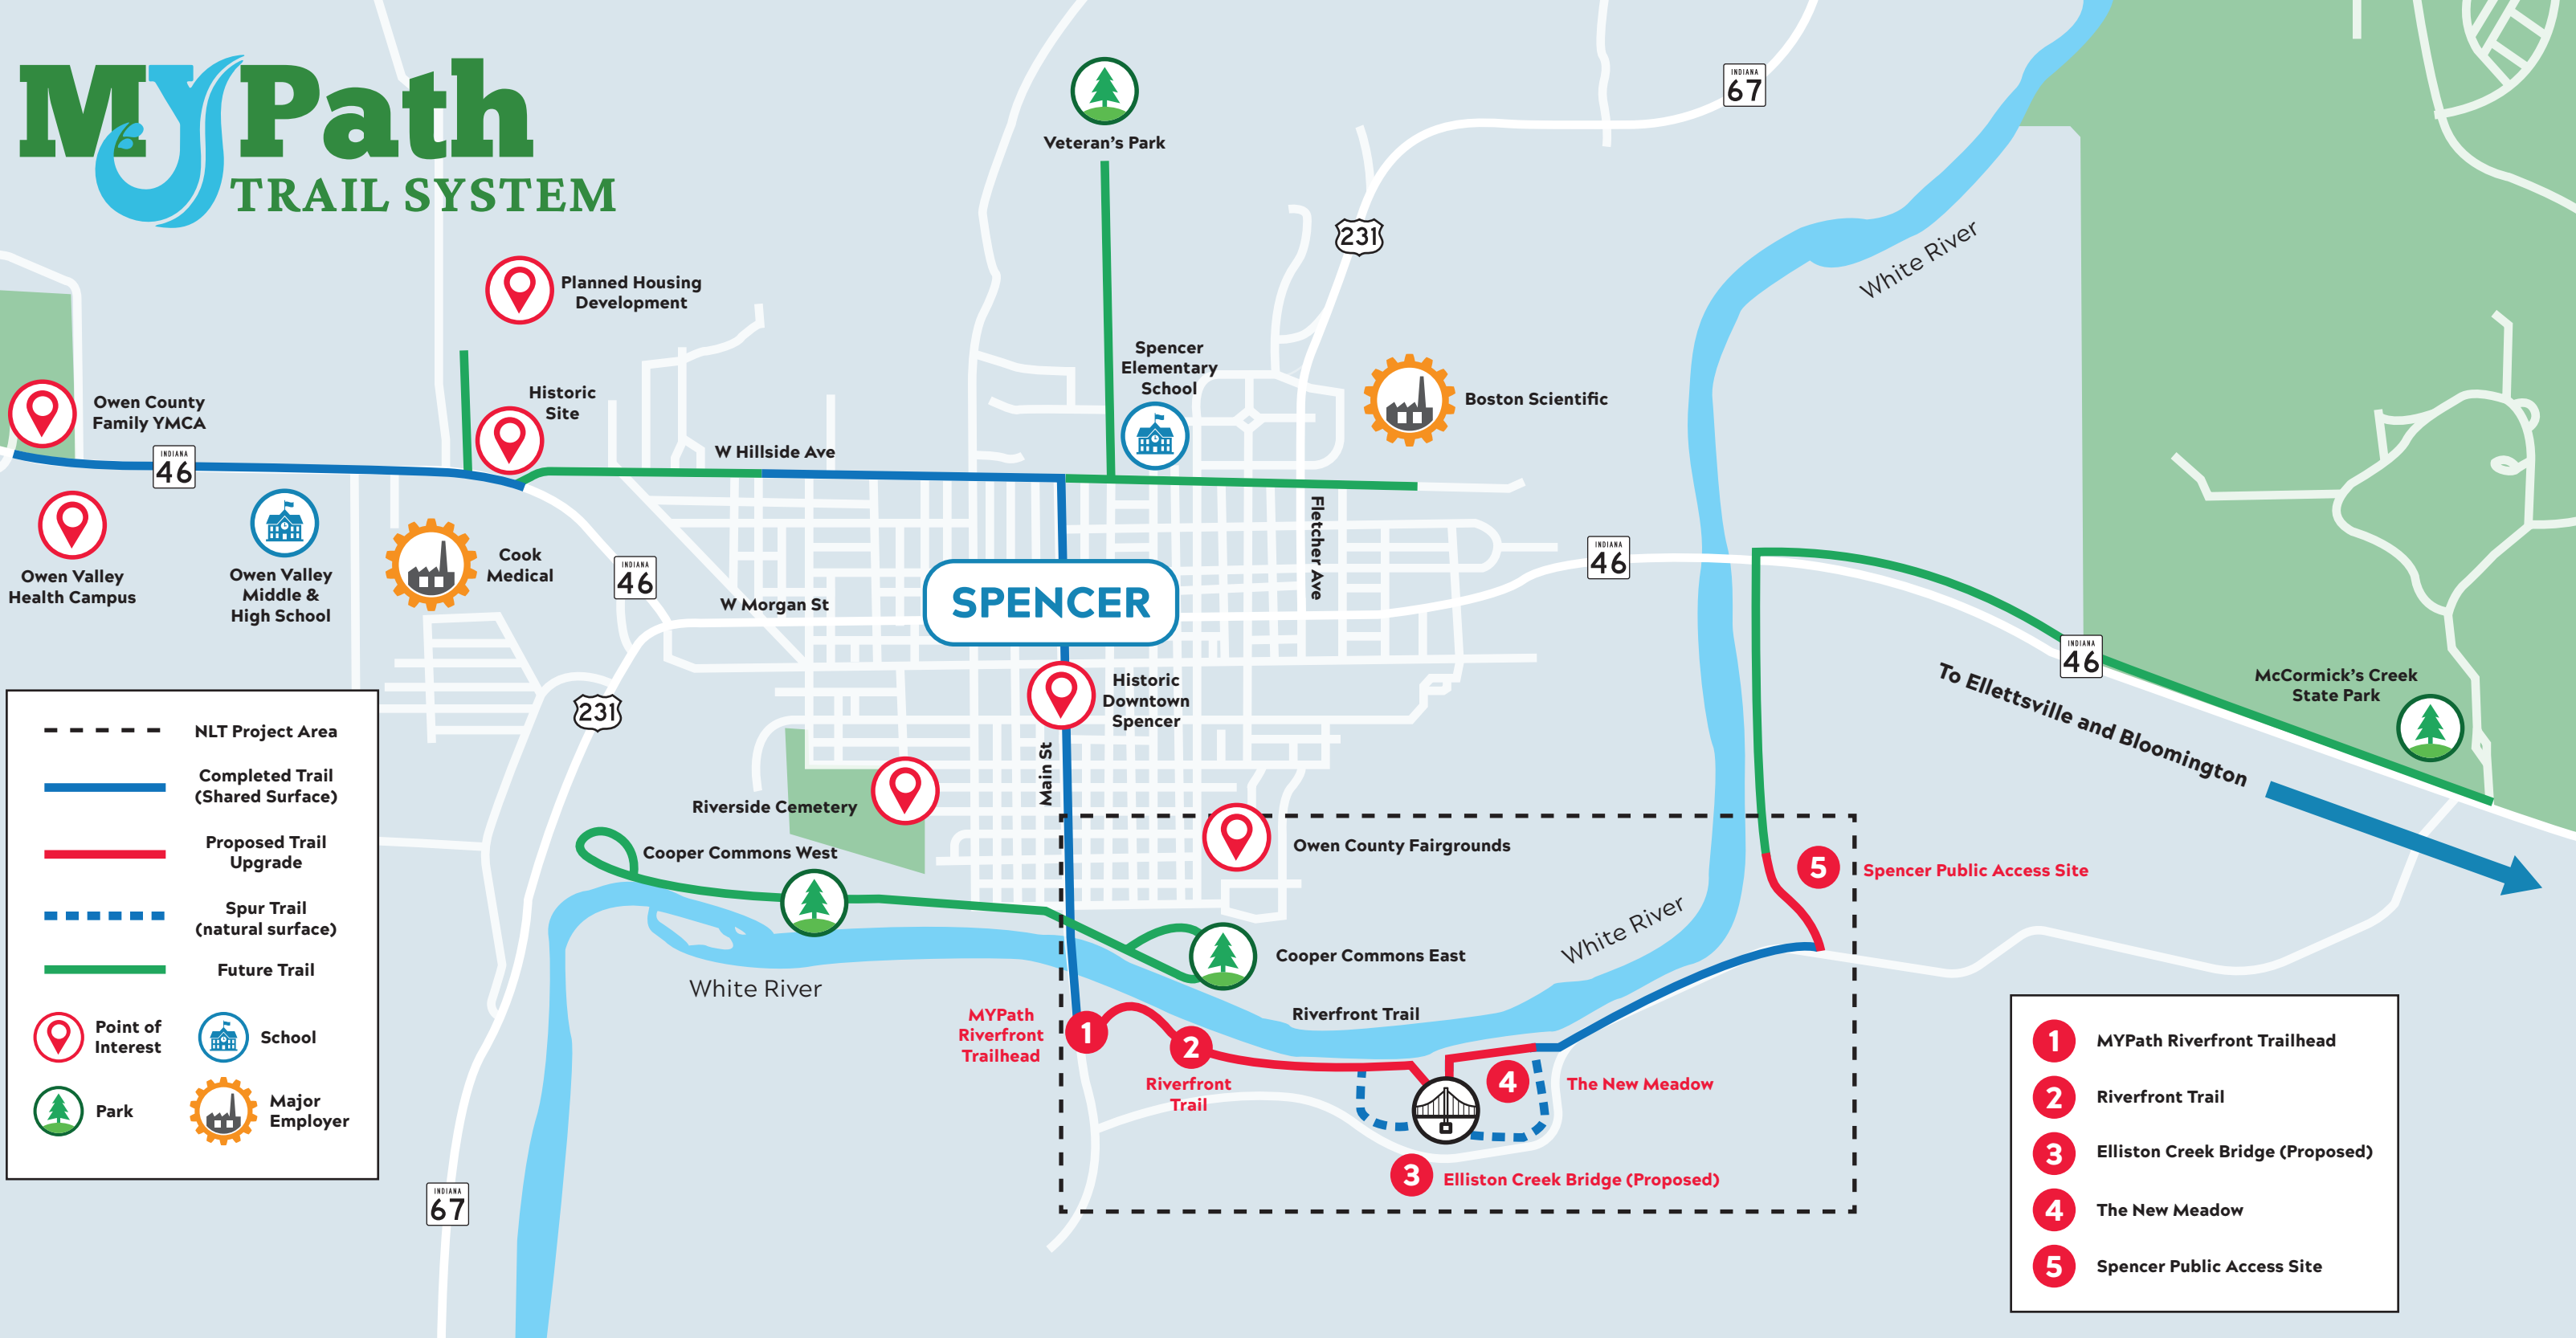 MYPath
TRAIL SYSTEM
INDIANA
67
Veteran's Park
231
White River
Planned Housing
Development
Spencer
Elementary
School
Historic
Site
Owen County
Family YMCA
Boston Scientific
INDIANA
46
W Hillside Ave
Fletcher Ave
Owen Valley
Health Campus
Owen Valley
Middle &
High School
Cook
Medical
INDIANA
46
W Morgan St
SPENCER
INDIANA
46
INDIANA
46
To Ellettsville and Bloomington
McCormick's Creek
State Park
231
Historic
Downtown
Spencer
Main St
Riverside Cemetery
Owen County Fairgrounds
Cooper Commons West
5
Spencer Public Access Site
White River
Cooper Commons East
White River
Riverfront Trail
MYPath
Riverfront
Trailhead
1
2
Riverfront
Trail
4
The New Meadow
3
Elliston Creek Bridge (Proposed)
INDIANA
67
NLT Project Area
Completed Trail
(Shared Surface)
Proposed Trail
Upgrade
Spur Trail
(natural surface)
Future Trail
Point of
Interest
School
Park
Major
Employer
1 MYPath Riverfront Trailhead
2 Riverfront Trail
3 Elliston Creek Bridge (Proposed)
4 The New Meadow
5 Spencer Public Access Site